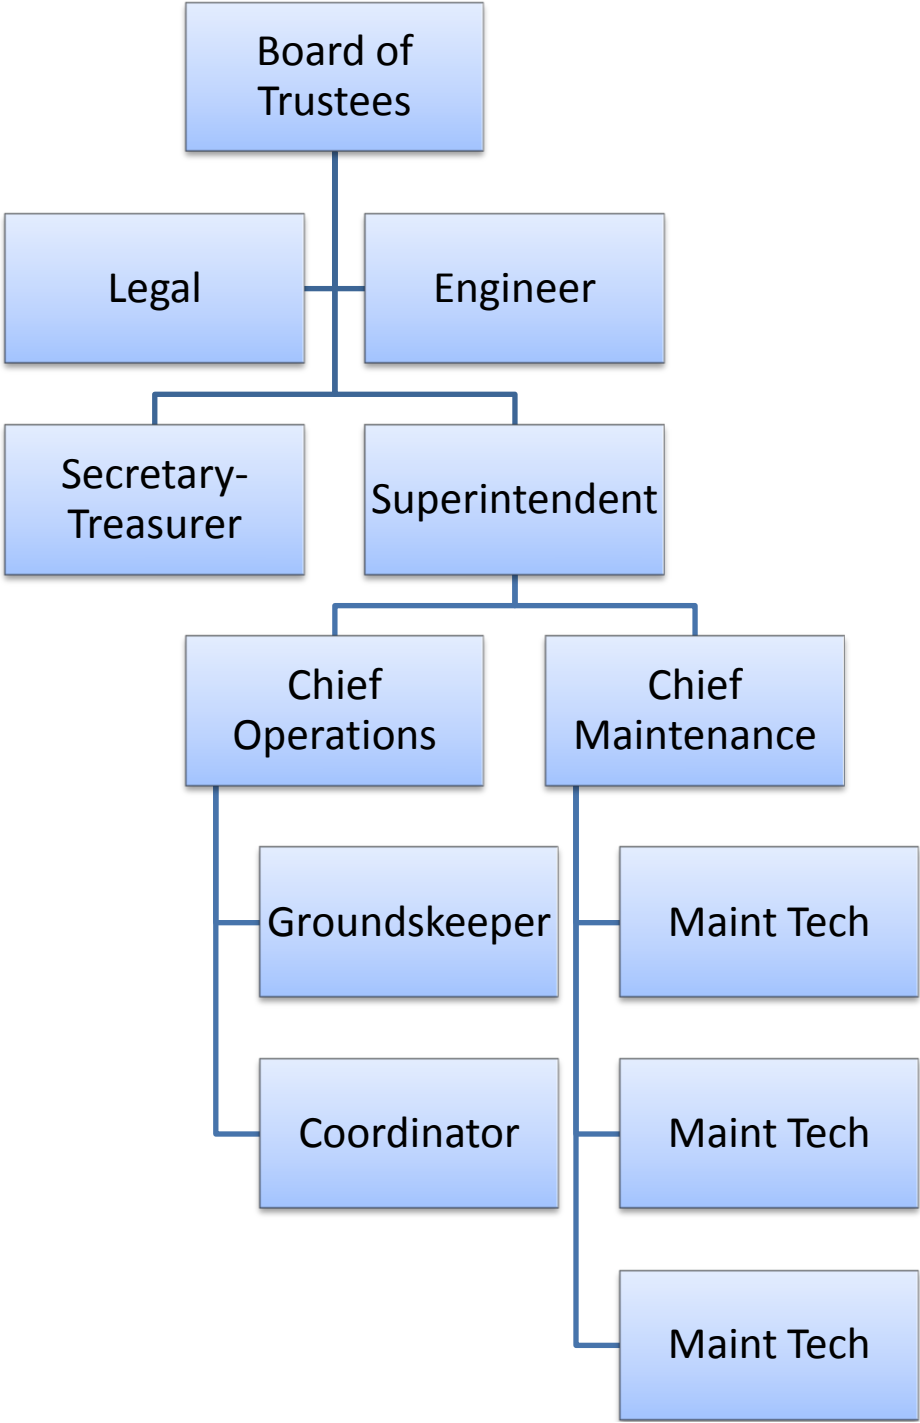 Board of
Trustees
Legal
Engineer
Secretary-
Treasurer
Superintendent
Chief
Operations
Chief
Maintenance
Groundskeeper
Maint Tech
Coordinator
Maint Tech
Maint Tech